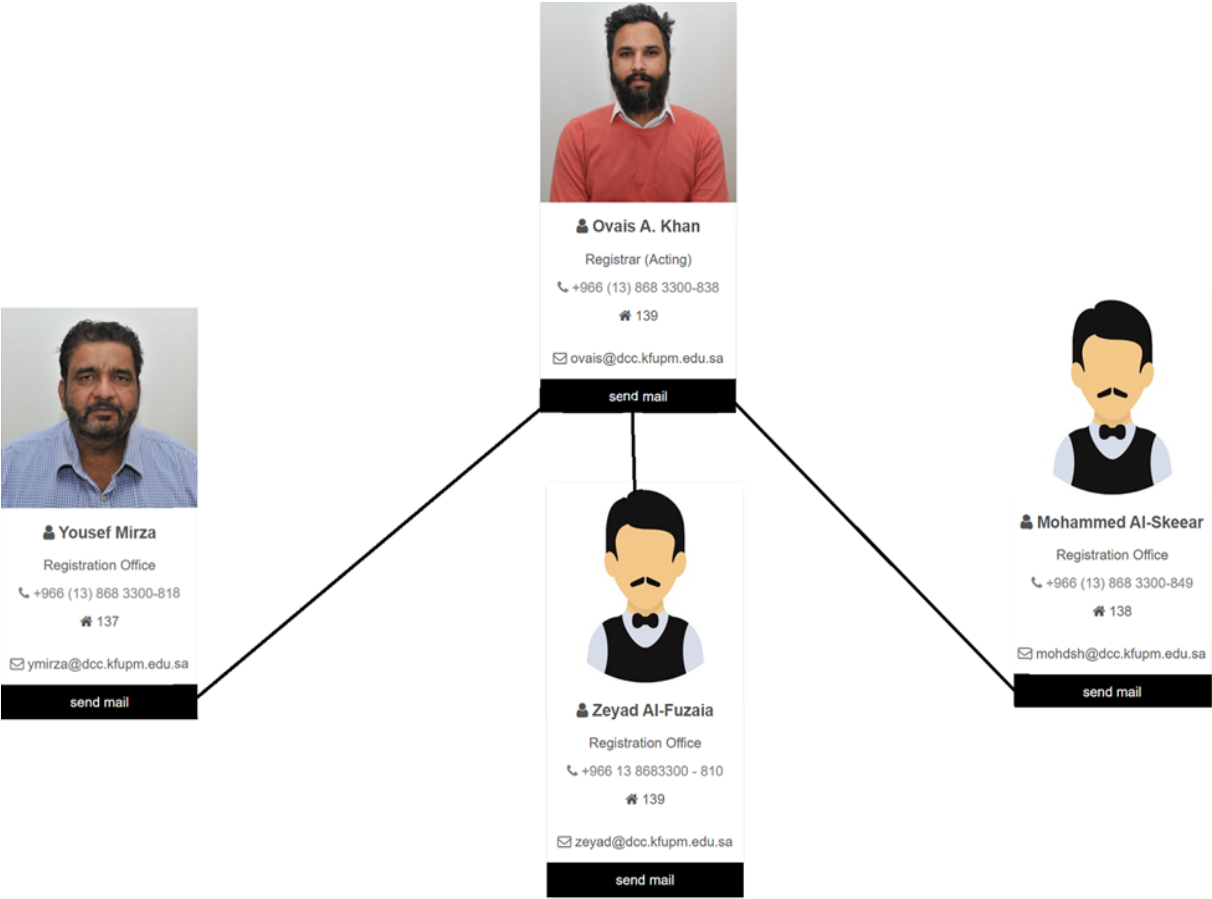 Ovais A. Khan
Registrar (Acting)
+966 (13) 868 3300-838
139
ovais@dcc.kfupm.edu.sa
send mail
Yousef Mirza
Registration Office
+966 (13) 868 3300-818
137
ymirza@dcc.kfupm.edu.sa
send mail
Zeyad Al-Fuzaia
Registration Office
+966 13 8683300 - 810
139
zeyad@dcc.kfupm.edu.sa
send mail
Mohammed Al-Skeear
Registration Office
+966 (13) 868 3300-849
138
mohdsh@dcc.kfupm.edu.sa
send mail